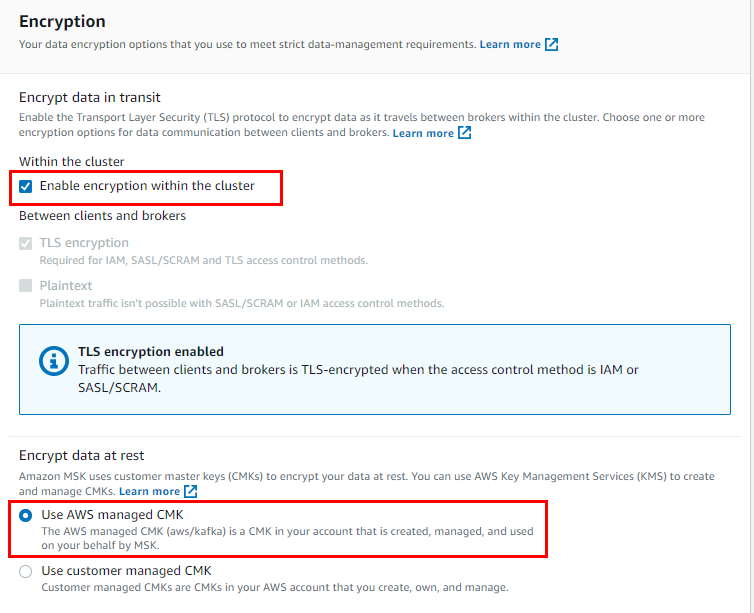 Encryption
Your data encryption options that you use to meet strict data-management requirements. Learn more
Encrypt data in transit
Enable the Transport Layer Security (TLS) protocol to encrypt data as it travels between brokers within the cluster. Choose one or more
encryption options for data communication between clients and brokers. Learn more
Within the cluster
Enable encryption within the cluster
Between clients and brokers
TLS encryption
Required for IAM, SASL/SCRAM and TLS access control methods.
Plaintext
Plaintext traffic isn't possible with SASL/SCRAM or IAM access control methods.
TLS encryption enabled
Traffic between clients and brokers is TLS-encrypted when the access control method is IAM or
SASL/SCRAM.
Encrypt data at rest
Amazon MSK uses customer master keys (CMKs) to encrypt your data at rest. You can use AWS Key Management Services (KMS) to create
and manage CMKs. Learn more
Use AWS managed CMK
The AWS managed CMK (aws/kafka) is a CMK in your account that is created, managed, and used
on your behalf by MSK.
Use customer managed CMK
Customer managed CMKs are CMKs in your AWS account that you create, own, and manage.